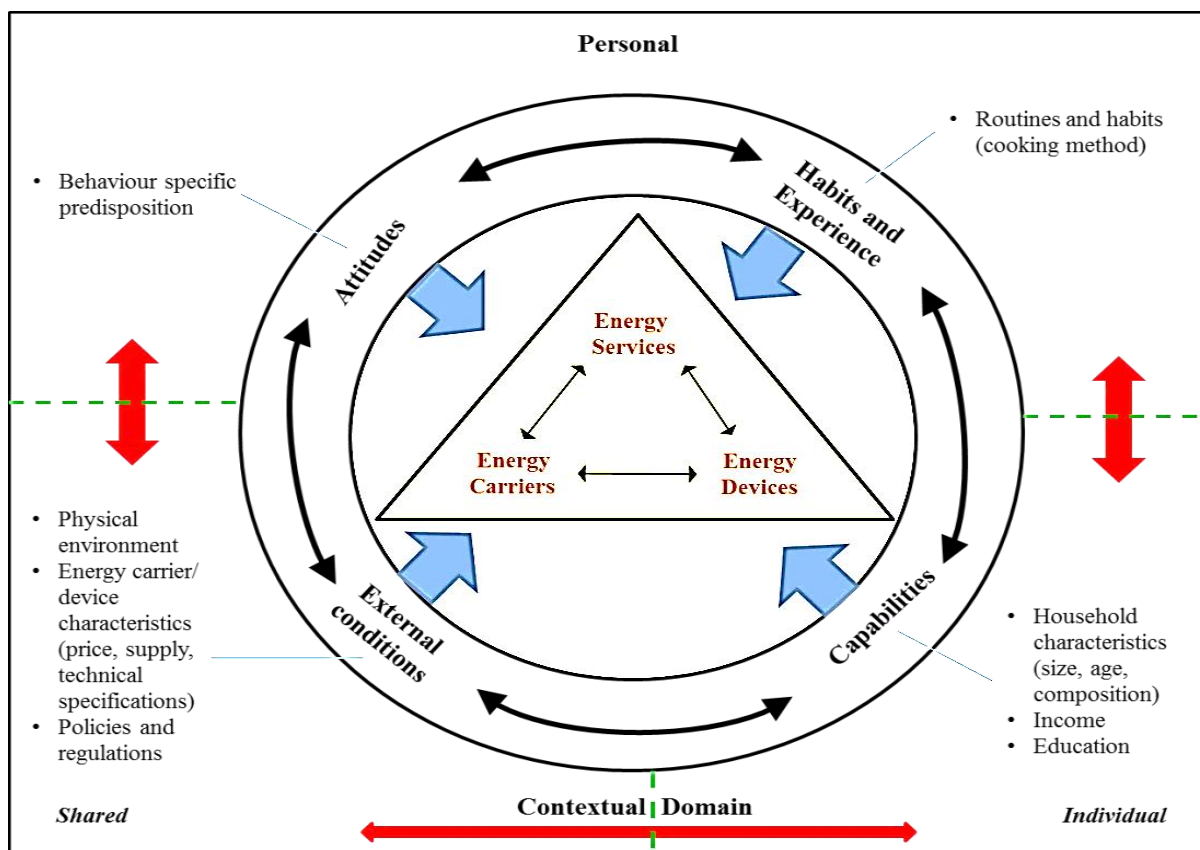 Personal
• Routines and habits
(cooking method)
• Behaviour specific
predisposition
Attitudes
Habits and
Experience
Energy
Services
Energy
Carriers
Energy
Devices
• Physical
environment
• Energy carrier/
device
characteristics
(price, supply,
technical
specifications)
• Policies and
regulations
External
conditions
Capabilities
• Household
characteristics
(size, age,
composition)
• Income
• Education
Shared
Contextual Domain
Individual